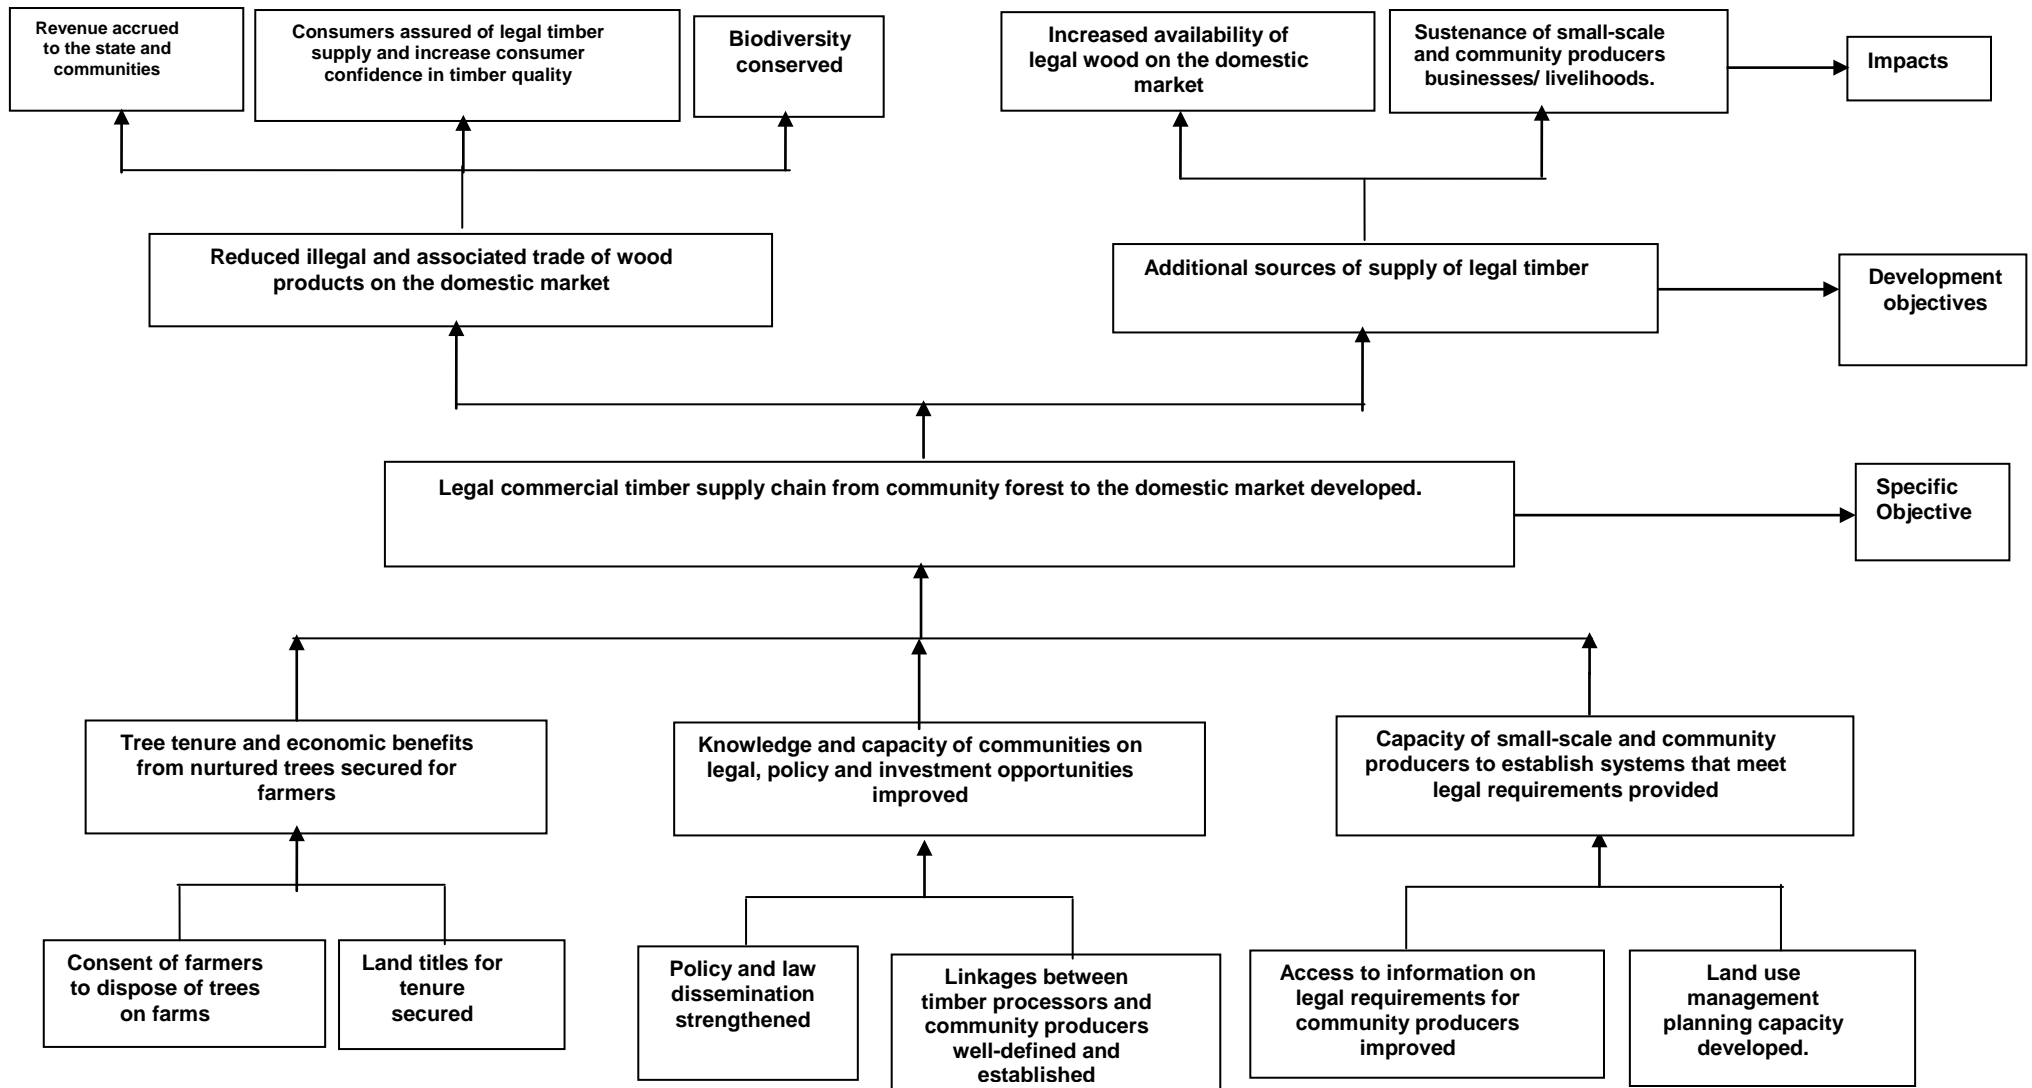 Revenue accrued
to the state and
communities
Consumers assured of legal timber
supply and increase consumer
confidence in timber quality
Biodiversity
conserved
Increased availability of
legal wood on the domestic
market
Sustenance of small-scale
and community producers
businesses/ livelihoods.
Impacts
Reduced illegal and associated trade of wood
products on the domestic market
Additional sources of supply of legal timber
Development
objectives
Legal commercial timber supply chain from community forest to the domestic market developed.
Specific
Objective
Tree tenure and economic benefits
from nurtured trees secured for
farmers
Knowledge and capacity of communities on
legal, policy and investment opportunities
improved
Capacity of small-scale and community
producers to establish systems that meet
legal requirements provided
Consent of farmers
to dispose of trees
on farms
Land titles for
tenure
secured
Policy and law
dissemination
strengthened
Linkages between
timber processors and
community producers
well-defined and
established
Access to information on
legal requirements for
community producers
improved
Land use
management
planning capacity
developed.